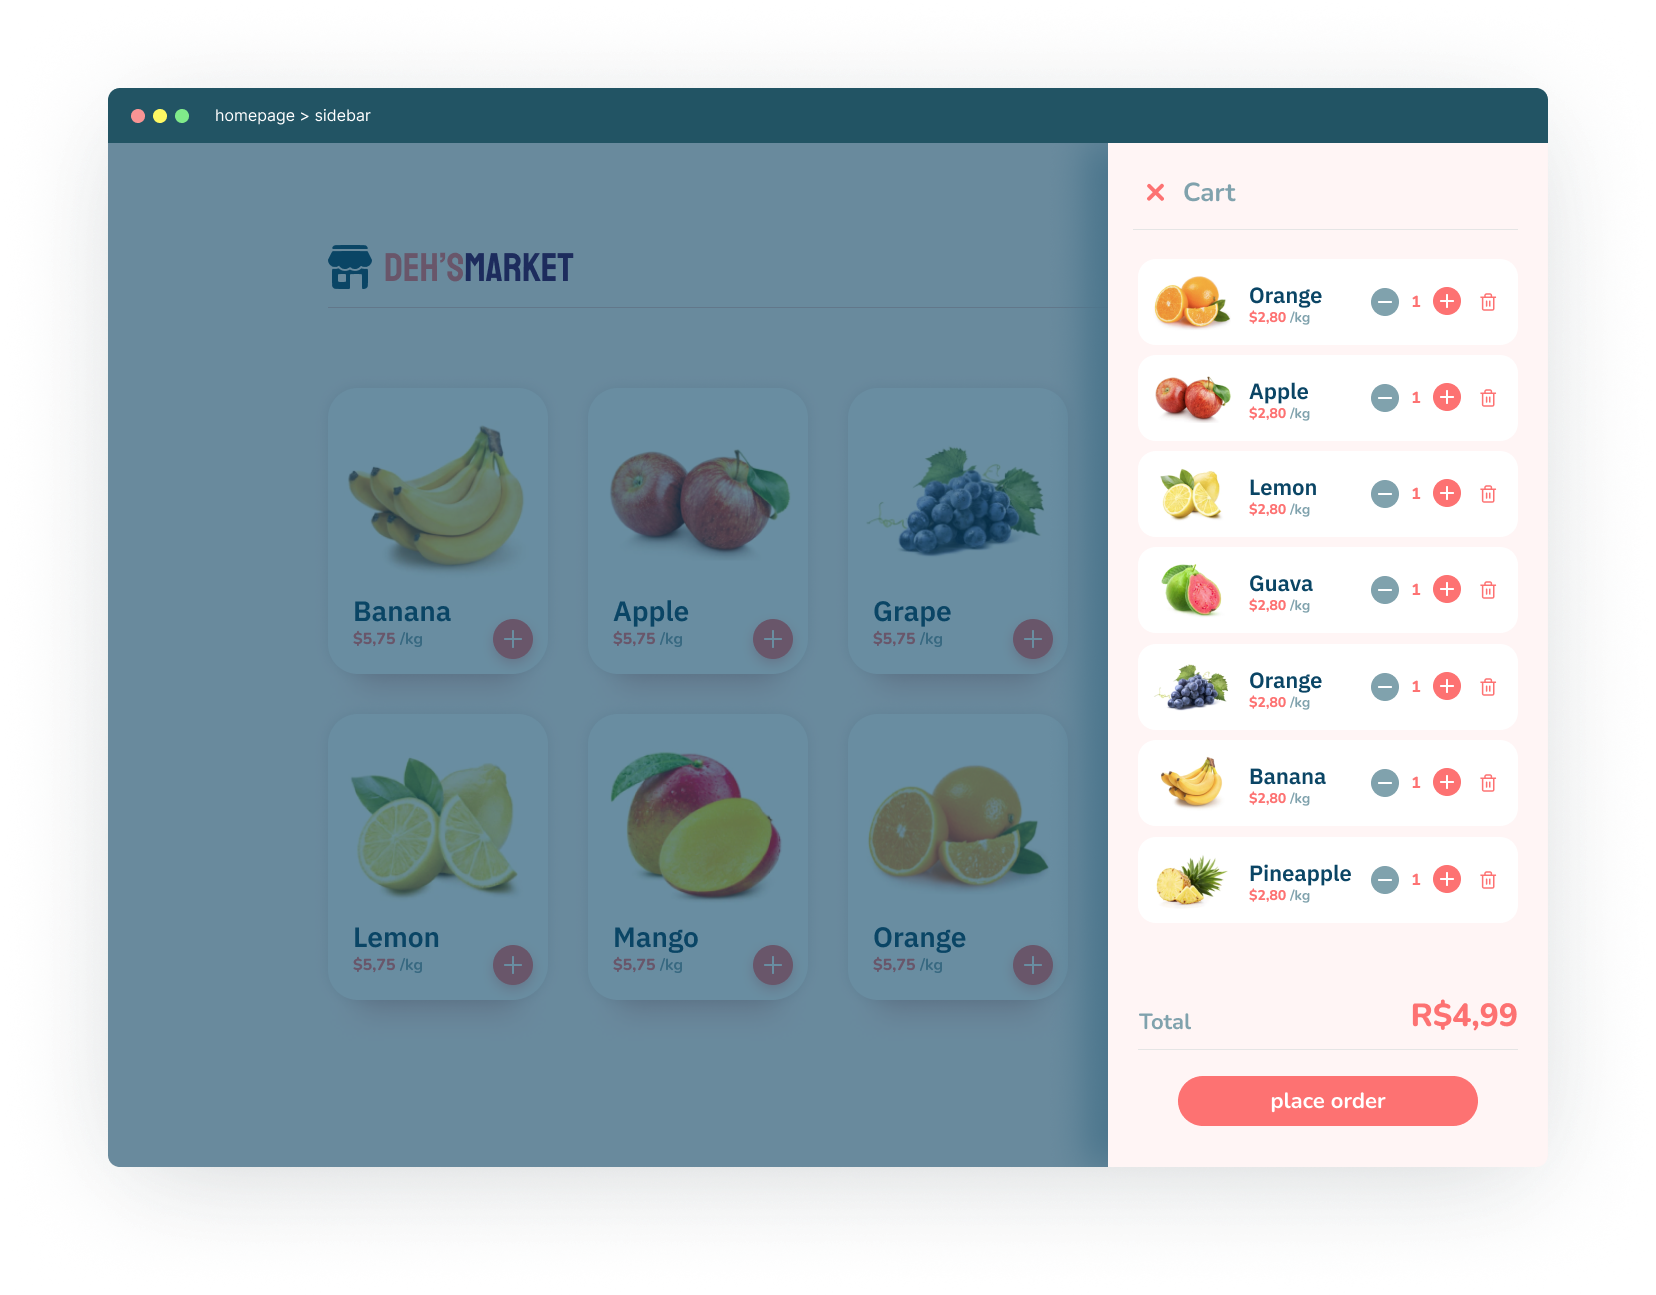 homepage > sidebar
DEH'SMARKET
Banana
$5,75 /kg
Apple
$5,75 /kg
Grape
$5,75 /kg
Lemon
$5,75 /kg
Mango
$5,75 /kg
Orange
$5,75 /kg
Cart
Orange
$2,80 /kg
1
Apple
$2,80 /kg
1
Lemon
$2,80 /kg
1
Guava
$2,80 /kg
1
Orange
$2,80 /kg
1
Banana
$2,80 /kg
1
Pineapple
$2,80 /kg
1
Total
R$4,99
place order